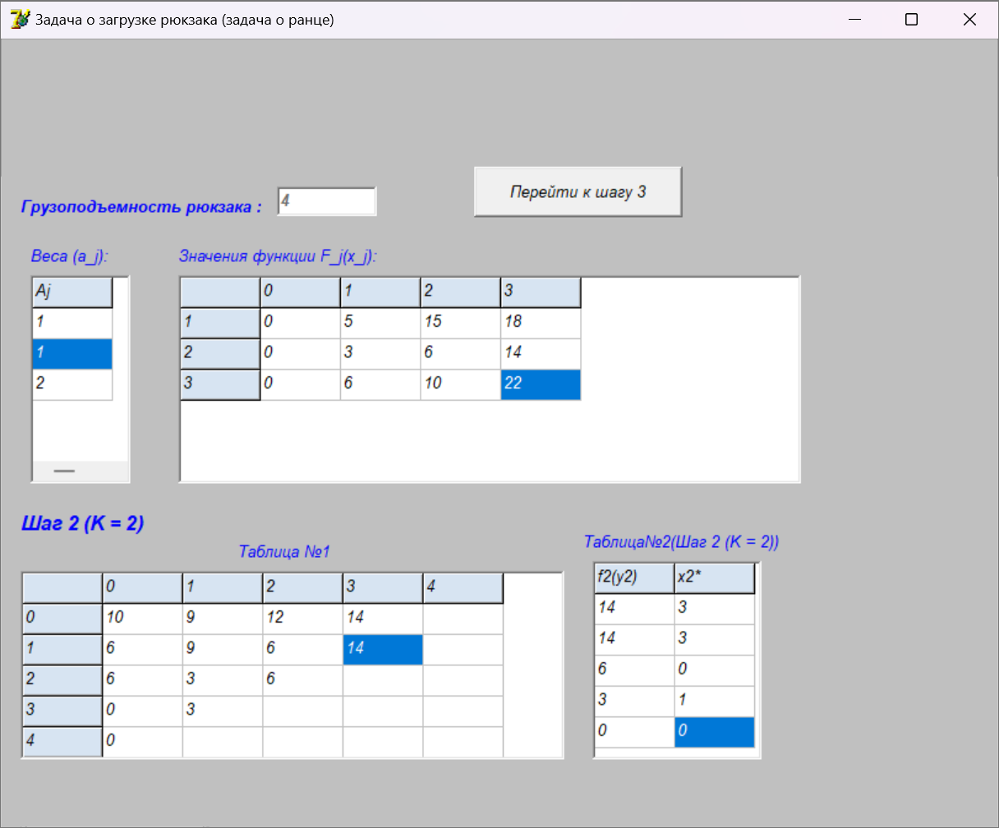 Задача о загрузке рюкзака (задача о ранце)
Перейти к шагу 3
Грузоподъемность рюкзака : 4
Веса (a_j):
Значения функции F_j(x_j):
Aj
1
1
2
0 1 2 3
1 0 5 15 18
2 0 3 6 14
3 0 6 10 22
Шаг 2 (K = 2)
Таблица №1
0 1 2 3 4
0 10 9 12 14
1 6 9 6 14
2 6 3 6
3 0 3
4 0
Таблица№2(Шаг 2 (K = 2))
f2(y2) x2*
14 3
14 3
6 0
3 1
0 0